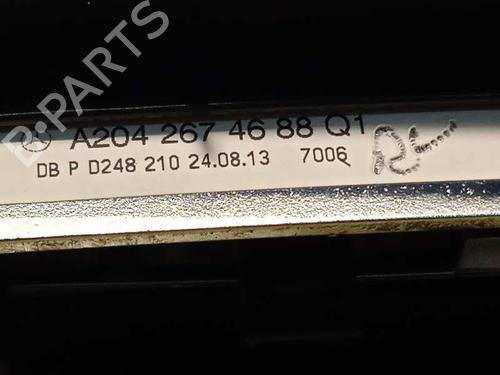 B-PARTS
A204 267 46 88 Q1
DB P D248 210 24.08.13 7006